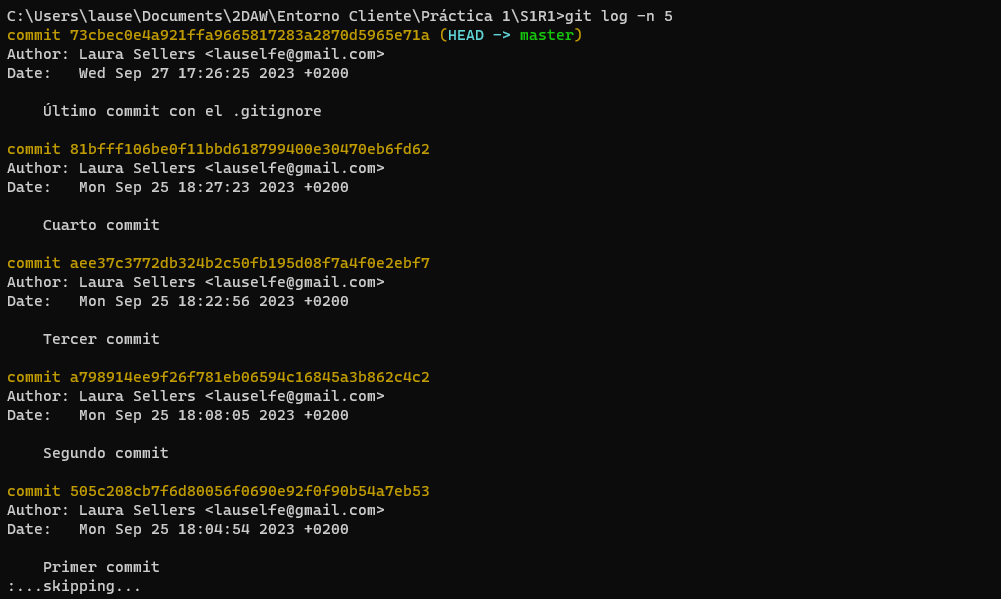 C:\Users\lause\Documents\2DAW\Entorno Cliente\Práctica 1\S1R1>git log -n 5
commit 73cbec0e4a921ffa9665817283a2870d5965e71a (HEAD -> master)
Author: Laura Sellers <lauselfe@gmail.com>
Date:   Wed Sep 27 17:26:25 2023 +0200
Último commit con el .gitignore
commit 81bfff106be0f11bbd618799400e30470eb6fd62
Author: Laura Sellers <lauselfe@gmail.com>
Date:   Mon Sep 25 18:27:23 2023 +0200
Cuarto commit
commit aee37c3772db324b2c50fb195d08f7a4f0e2ebf7
Author: Laura Sellers <lauselfe@gmail.com>
Date:   Mon Sep 25 18:22:56 2023 +0200
Tercer commit
commit a798914ee9f26f781eb06594c16845a3b862c4c2
Author: Laura Sellers <lauselfe@gmail.com>
Date:   Mon Sep 25 18:08:05 2023 +0200
Segundo commit
commit 505c208cb7f6d80056f0690e92f0f90b54a7eb53
Author: Laura Sellers <lauselfe@gmail.com>
Date:   Mon Sep 25 18:04:54 2023 +0200
Primer commit
:...skipping...